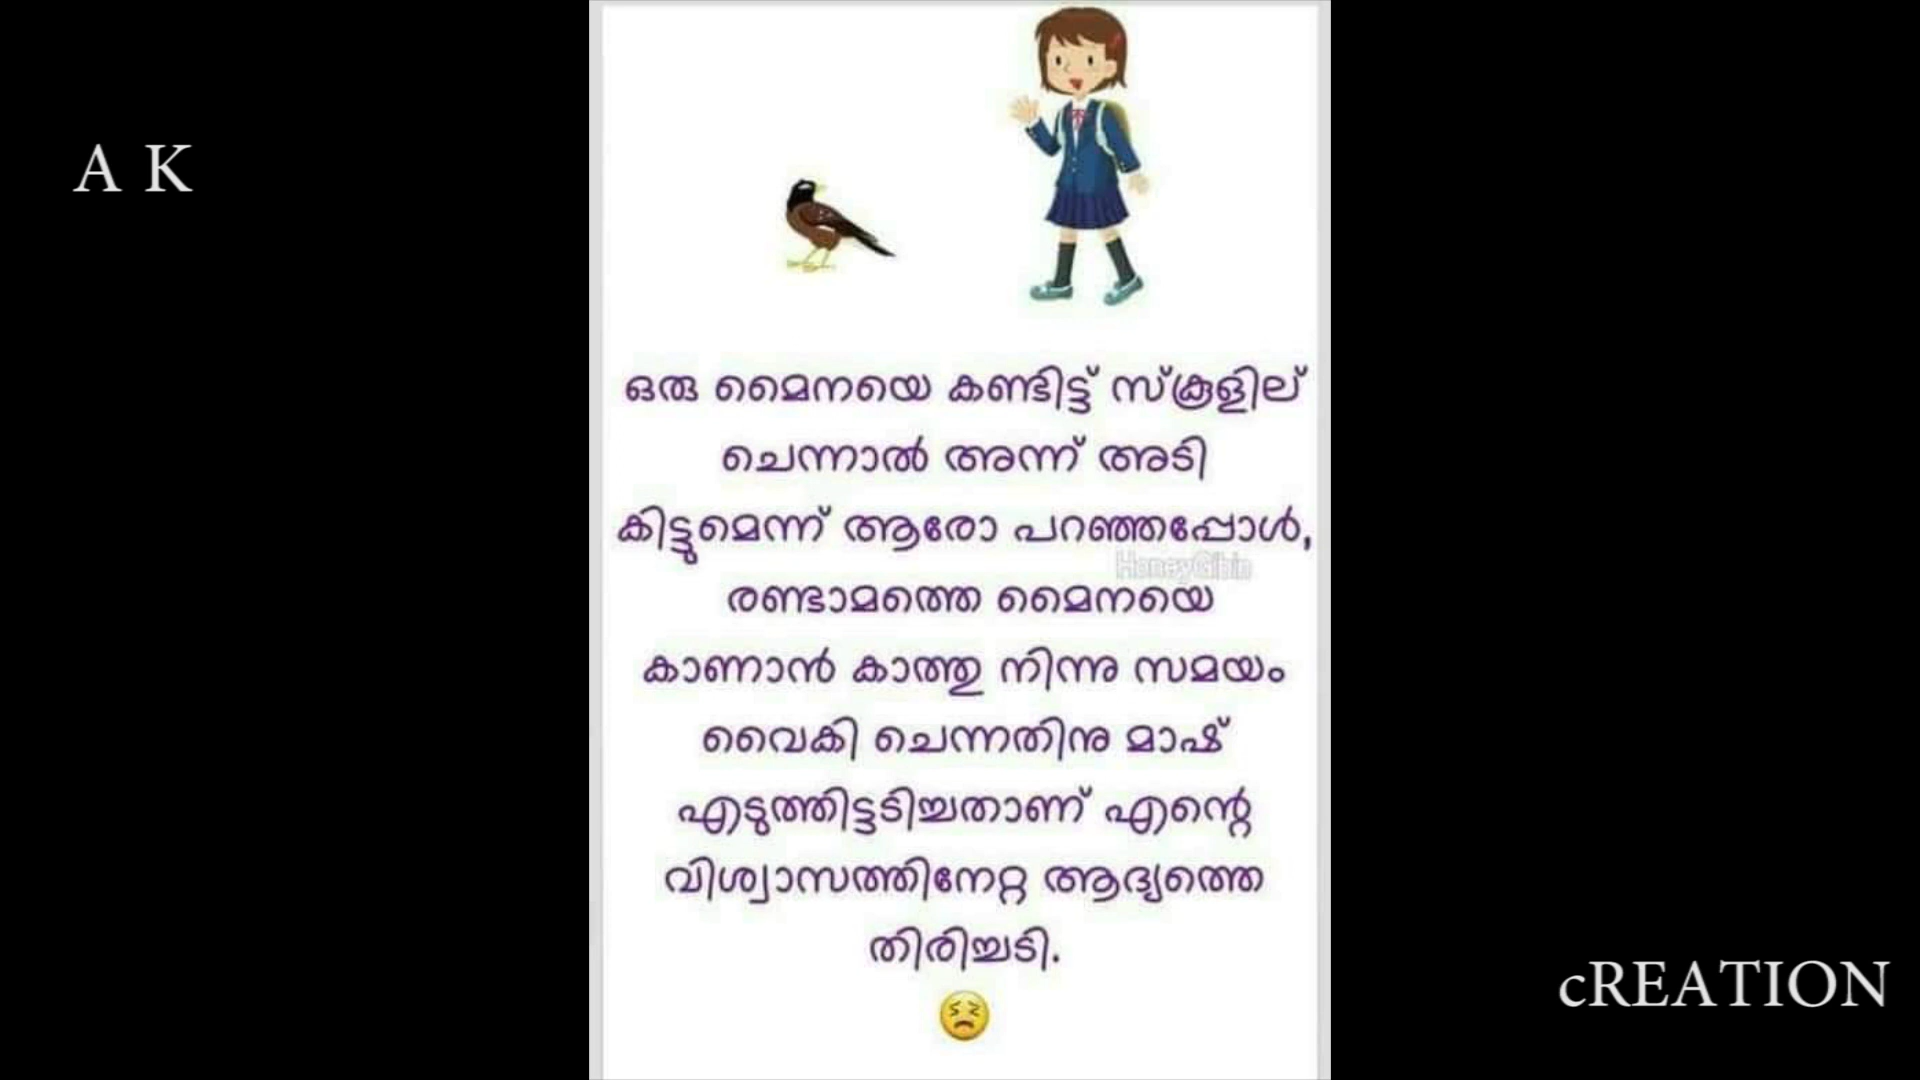 A K
ഒരു മൈനയെ കണ്ടിട്ട് സ്കൂളില്
ചെന്നാൽ അന്ന് അടി
കിട്ടുമെന്ന് ആരോ പറഞ്ഞപ്പോൾ,
HoneyGibin
രണ്ടാമത്തെ മൈനയെ
കാണാൻ കാത്തു നിന്നു സമയം
വൈകി ചെന്നതിനു മാഷ്
എടുത്തിട്ടടിച്ചതാണ് എന്റെ
വിശ്വാസത്തിനേറ്റ ആദ്യത്തെ
തിരിച്ചടി.
cREATION